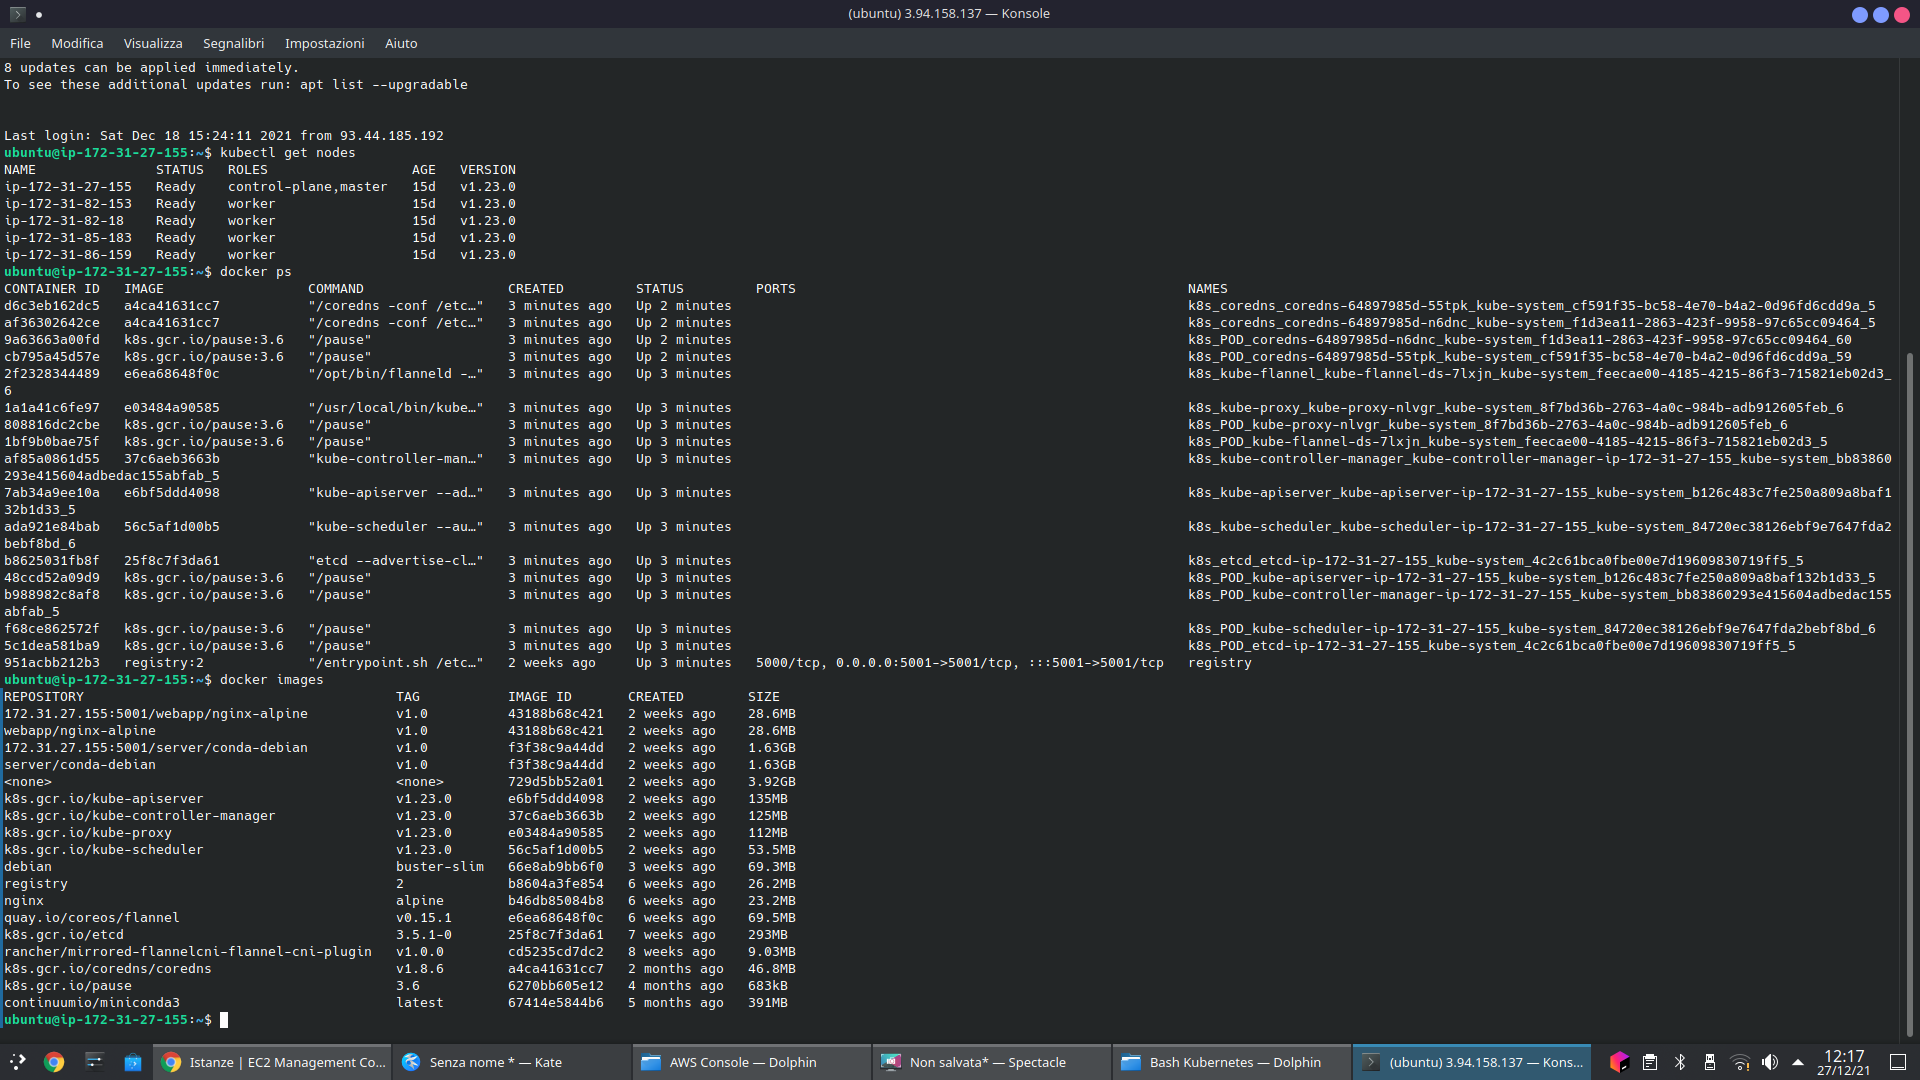 (ubuntu) 3.94.158.137 — Konsole
File Modifica Visualizza Segnalibri Impostazioni Aiuto
8 updates can be applied immediately.
To see these additional updates run: apt list --upgradable
Last login: Sat Dec 18 15:24:11 2021 from 93.44.185.192
ubuntu@ip-172-31-27-155:~$ kubectl get nodes
NAME STATUS ROLES AGE VERSION
ip-172-31-27-155 Ready control-plane,master 15d v1.23.0
ip-172-31-82-153 Ready worker 15d v1.23.0
ip-172-31-82-18 Ready worker 15d v1.23.0
ip-172-31-85-183 Ready worker 15d v1.23.0
ip-172-31-86-159 Ready worker 15d v1.23.0
ubuntu@ip-172-31-27-155:~$ docker ps
CONTAINER ID IMAGE COMMAND CREATED STATUS PORTS NAMES
d6c3eb162dc5 a4ca41631cc7 "/coredns -conf /etc…" 3 minutes ago Up 2 minutes k8s_coredns_coredns-64897985d-55tpk_kube-system_cf591f35-bc58-4e70-b4a2-0d96fd6cdd9a_5
af36302642ce a4ca41631cc7 "/coredns -conf /etc…" 3 minutes ago Up 2 minutes k8s_coredns_coredns-64897985d-n6dnc_kube-system_f1d3ea11-2863-423f-9958-97c65cc09464_5
9a63663a00fd k8s.gcr.io/pause:3.6 "/pause" 3 minutes ago Up 2 minutes k8s_POD_coredns-64897985d-n6dnc_kube-system_f1d3ea11-2863-423f-9958-97c65cc09464_60
cb795a45d57e k8s.gcr.io/pause:3.6 "/pause" 3 minutes ago Up 2 minutes k8s_POD_coredns-64897985d-55tpk_kube-system_cf591f35-bc58-4e70-b4a2-0d96fd6cdd9a_59
2f2328344489 e6ea68648f0c "/opt/bin/flanneld -…" 3 minutes ago Up 3 minutes k8s_kube-flannel_kube-flannel-ds-7lxjn_kube-system_feecae00-4185-4215-86f3-715821eb02d3_
6
1a1a41c6fe97 e03484a90585 "/usr/local/bin/kube…" 3 minutes ago Up 3 minutes k8s_kube-proxy_kube-proxy-nlvgr_kube-system_8f7bd36b-2763-4a0c-984b-adb912605feb_6
808816dc2cbe k8s.gcr.io/pause:3.6 "/pause" 3 minutes ago Up 3 minutes k8s_POD_kube-proxy-nlvgr_kube-system_8f7bd36b-2763-4a0c-984b-adb912605feb_6
1bf9b0bae75f k8s.gcr.io/pause:3.6 "/pause" 3 minutes ago Up 3 minutes k8s_POD_kube-flannel-ds-7lxjn_kube-system_feecae00-4185-4215-86f3-715821eb02d3_5
af85a0861d55 37c6aeb3663b "kube-controller-man…" 3 minutes ago Up 3 minutes k8s_kube-controller-manager_kube-controller-manager-ip-172-31-27-155_kube-system_bb83860
293e415604adbedac155abfab_5
7ab34a9ee10a e6bf5ddd4098 "kube-apiserver --ad…" 3 minutes ago Up 3 minutes k8s_kube-apiserver_kube-apiserver-ip-172-31-27-155_kube-system_b126c483c7fe250a809a8baf1
32b1d33_5
ada921e84bab 56c5af1d00b5 "kube-scheduler --au…" 3 minutes ago Up 3 minutes k8s_kube-scheduler_kube-scheduler-ip-172-31-27-155_kube-system_84720ec38126ebf9e7647fda2
bebf8bd_6
b8625031fb8f 25f8c7f3da61 "etcd --advertise-cl…" 3 minutes ago Up 3 minutes k8s_etcd_etcd-ip-172-31-27-155_kube-system_4c2c61bca0fbe00e7d19609830719ff5_5
48ccd52a09d9 k8s.gcr.io/pause:3.6 "/pause" 3 minutes ago Up 3 minutes k8s_POD_kube-apiserver-ip-172-31-27-155_kube-system_b126c483c7fe250a809a8baf132b1d33_5
b988982c8af8 k8s.gcr.io/pause:3.6 "/pause" 3 minutes ago Up 3 minutes k8s_POD_kube-controller-manager-ip-172-31-27-155_kube-system_bb83860293e415604adbedac155
abfab_5
f68ce862572f k8s.gcr.io/pause:3.6 "/pause" 3 minutes ago Up 3 minutes k8s_POD_kube-scheduler-ip-172-31-27-155_kube-system_84720ec38126ebf9e7647fda2bebf8bd_6
5c1dea581ba9 k8s.gcr.io/pause:3.6 "/pause" 3 minutes ago Up 3 minutes k8s_POD_etcd-ip-172-31-27-155_kube-system_4c2c61bca0fbe00e7d19609830719ff5_5
951acbb212b3 registry:2 "/entrypoint.sh /etc…" 2 weeks ago Up 3 minutes 5000/tcp, 0.0.0.0:5001->5001/tcp, :::5001->5001/tcp registry
ubuntu@ip-172-31-27-155:~$ docker images
REPOSITORY TAG IMAGE ID CREATED SIZE
172.31.27.155:5001/webapp/nginx-alpine v1.0 43188b68c421 2 weeks ago 28.6MB
webapp/nginx-alpine v1.0 43188b68c421 2 weeks ago 28.6MB
172.31.27.155:5001/server/conda-debian v1.0 f3f38c9a44dd 2 weeks ago 1.63GB
server/conda-debian v1.0 f3f38c9a44dd 2 weeks ago 1.63GB
<none> <none> 729d5bb52a01 2 weeks ago 3.92GB
k8s.gcr.io/kube-apiserver v1.23.0 e6bf5ddd4098 2 weeks ago 135MB
k8s.gcr.io/kube-controller-manager v1.23.0 37c6aeb3663b 2 weeks ago 125MB
k8s.gcr.io/kube-proxy v1.23.0 e03484a90585 2 weeks ago 112MB
k8s.gcr.io/kube-scheduler v1.23.0 56c5af1d00b5 2 weeks ago 53.5MB
debian buster-slim 66e8ab9bb6f0 3 weeks ago 69.3MB
registry 2 b8604a3fe854 6 weeks ago 26.2MB
nginx alpine b46db85084b8 6 weeks ago 23.2MB
quay.io/coreos/flannel v0.15.1 e6ea68648f0c 6 weeks ago 69.5MB
k8s.gcr.io/etcd 3.5.1-0 25f8c7f3da61 7 weeks ago 293MB
rancher/mirrored-flannelcni-flannel-cni-plugin v1.0.0 cd5235cd7dc2 8 weeks ago 9.03MB
k8s.gcr.io/coredns/coredns v1.8.6 a4ca41631cc7 2 months ago 46.8MB
k8s.gcr.io/pause 3.6 6270bb605e12 4 months ago 683kB
continuumio/miniconda3 latest 67414e5844b6 5 months ago 391MB
ubuntu@ip-172-31-27-155:~$
Istanze | EC2 Management Co... Senza nome * — Kate AWS Console — Dolphin Non salvata* — Spectacle Bash Kubernetes — Dolphin (ubuntu) 3.94.158.137 — Kons... 12:17
27/12/21